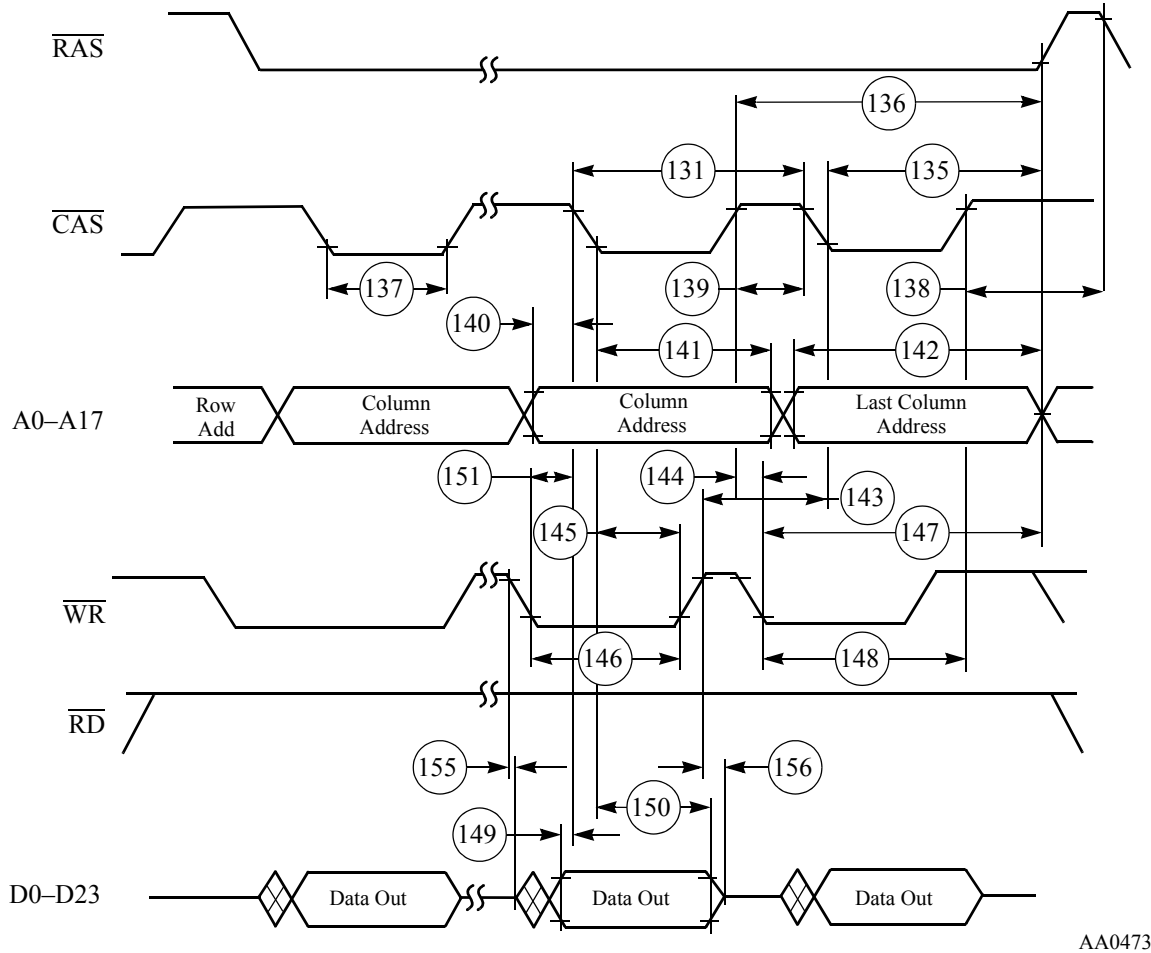 RAS
136
131
135
CAS
137
139
138
140
141
142
A0–A17
Row
Add
Column
Address
Column
Address
Last Column
Address
151
144
143
145
147
WR
146
148
RD
155
156
150
149
D0–D23
Data Out
Data Out
Data Out
AA0473